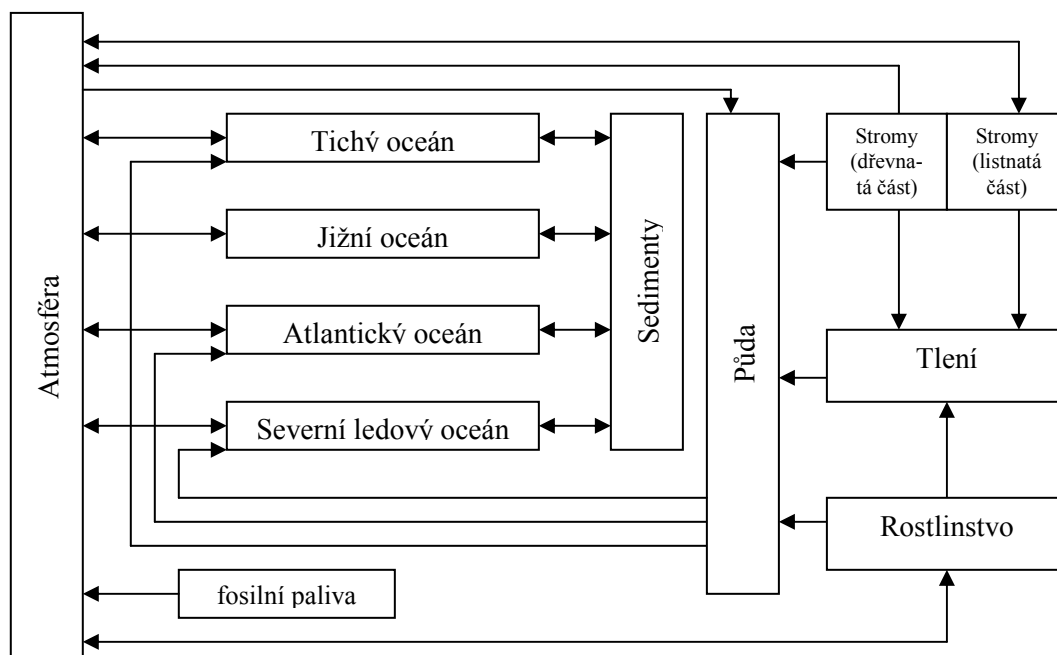 Atmosféra
Tichý oceán
Jižní oceán
Atlantický oceán
Severní ledový oceán
Sedimenty
Půda
Stromy
(dřevna-
tá část)
Stromy
(listnatá
část)
Tlení
Rostlinstvo
fosilní paliva